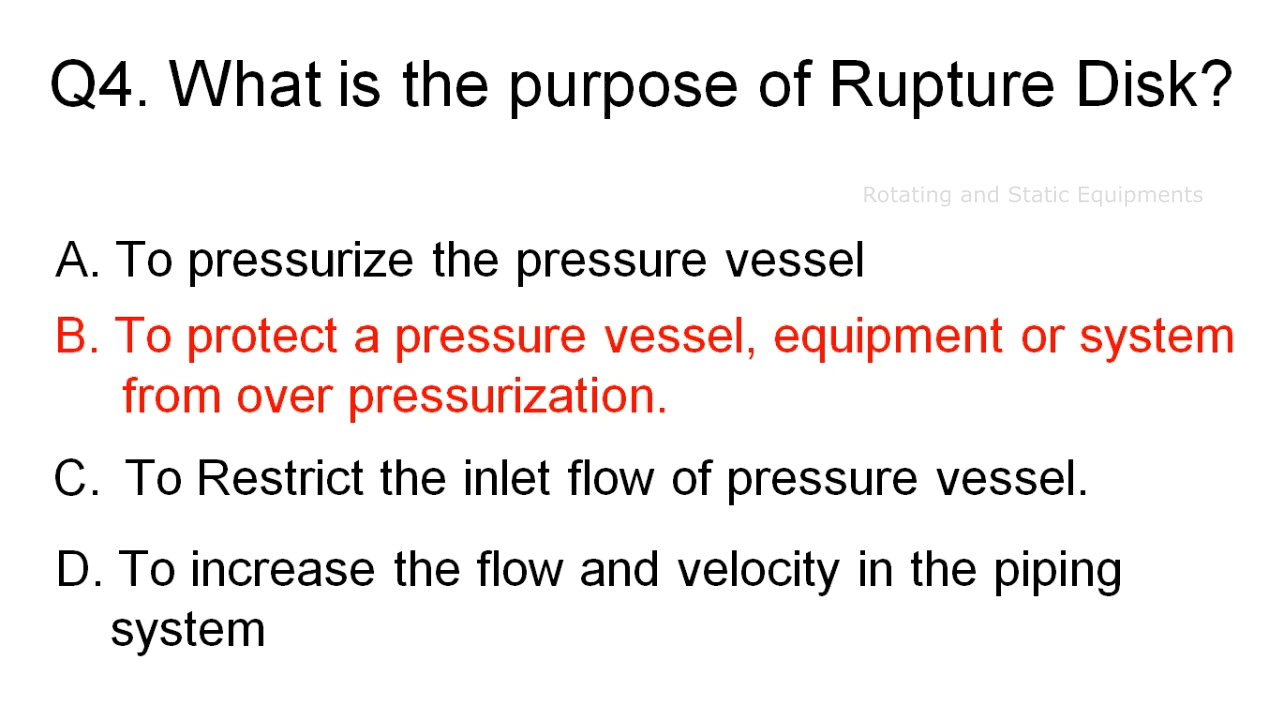 Q4. What is the purpose of Rupture Disk?
Rotating and Static Equipments
A. To pressurize the pressure vessel
B. To protect a pressure vessel, equipment or system
from over pressurization.
C. To Restrict the inlet flow of pressure vessel.
D. To increase the flow and velocity in the piping
system